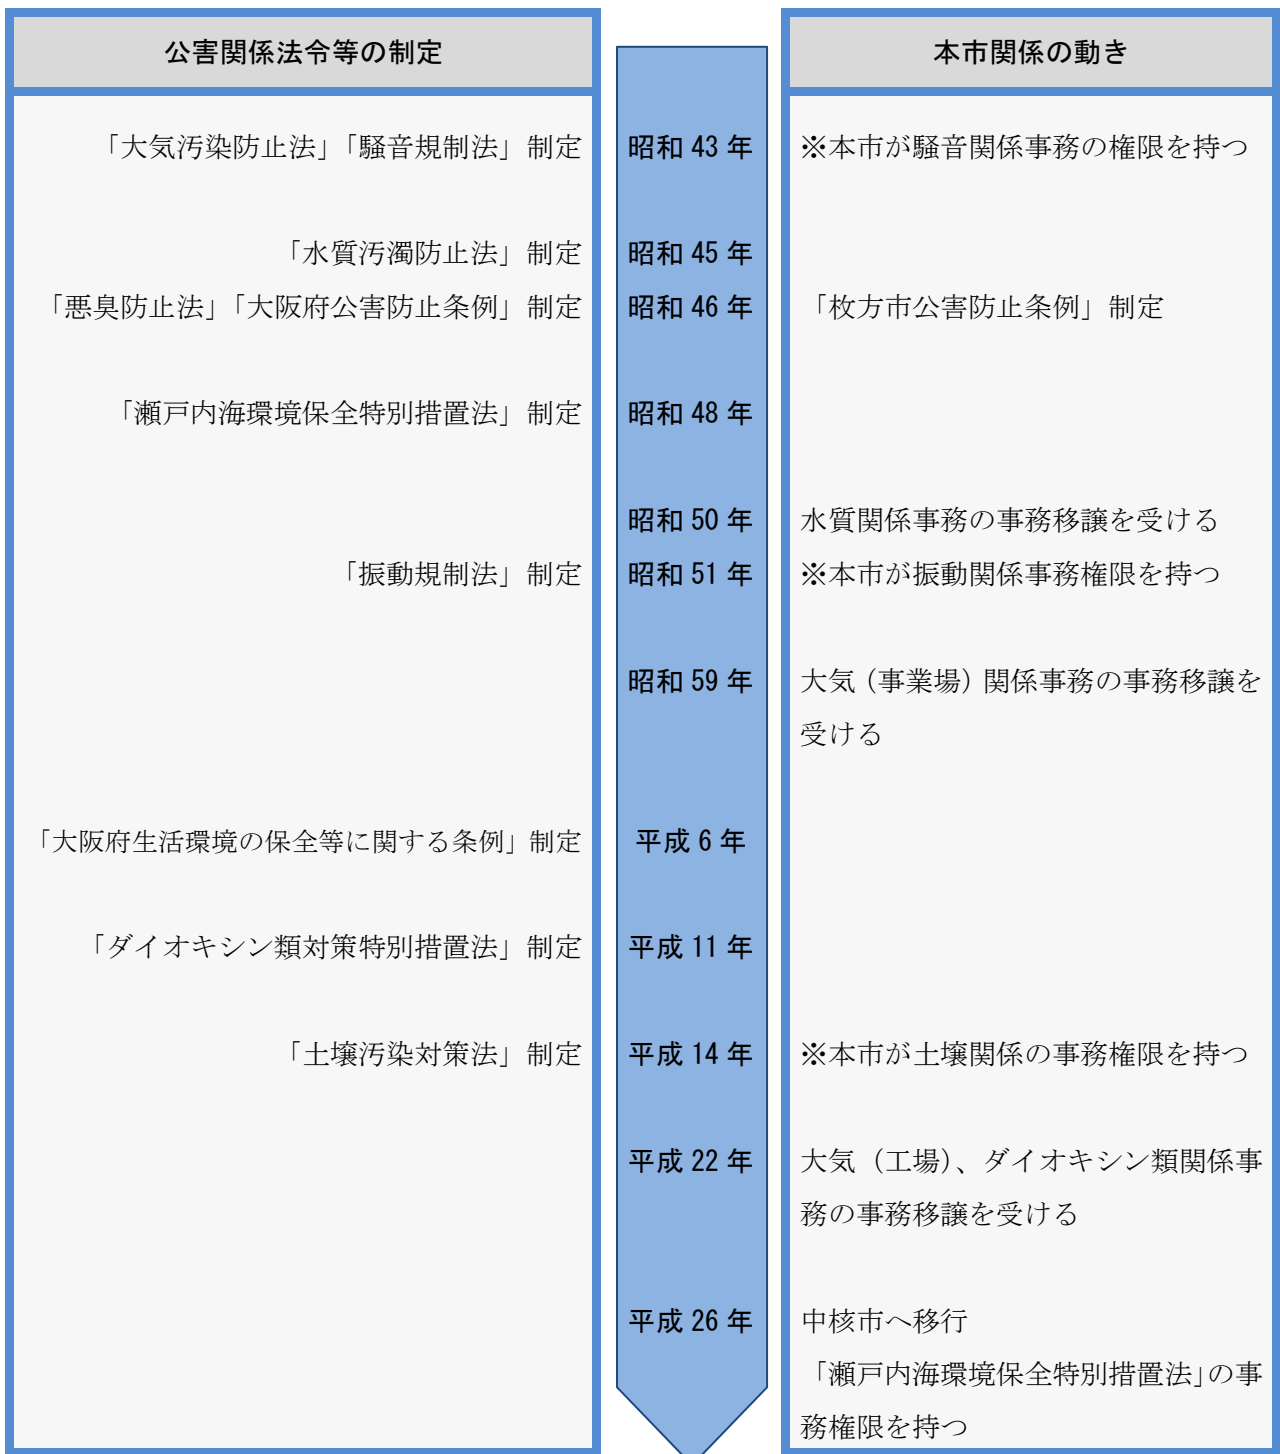 公害関係法令等の制定
本市関係の動き
「大気汚染防止法」「騒音規制法」制定
昭和 43 年
※本市が騒音関係事務の権限を持つ
「水質汚濁防止法」制定
昭和 45 年
「悪臭防止法」「大阪府公害防止条例」制定
昭和 46 年
「枚方市公害防止条例」制定
「瀬戸内海環境保全特別措置法」制定
昭和 48 年
昭和 50 年
水質関係事務の事務移譲を受ける
「振動規制法」制定
昭和 51 年
※本市が振動関係事務権限を持つ
昭和 59 年
大気（事業場）関係事務の事務移譲を
受ける
「大阪府生活環境の保全等に関する条例」制定
平成 6 年
「ダイオキシン類対策特別措置法」制定
平成 11 年
「土壌汚染対策法」制定
平成 14 年
※本市が土壌関係の事務権限を持つ
平成 22 年
大気（工場）、ダイオキシン類関係事
務の事務移譲を受ける
平成 26 年
中核市へ移行
「瀬戸内海環境保全特別措置法」の事
務権限を持つ